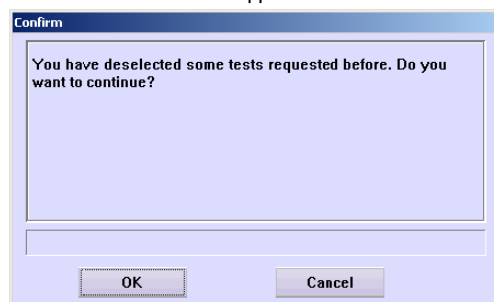 Confirm
You have deselected some tests requested before. Do you
want to continue?
OK Cancel